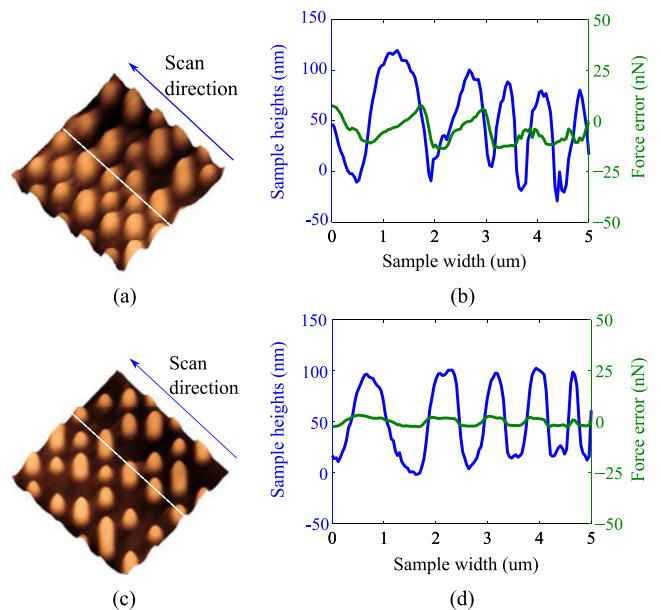 Scan
direction
(a)
150
100
50
0
-50
Sample heights (nm)
50
25
0
−25
−50
Force error (nN)
0 1 2 3 4 5
Sample width (um)
(b)
Scan
direction
(c)
150
100
50
0
-50
Sample heights (nm)
50
25
0
−25
−50
Force error (nN)
0 1 2 3 4 5
Sample width (um)
(d)